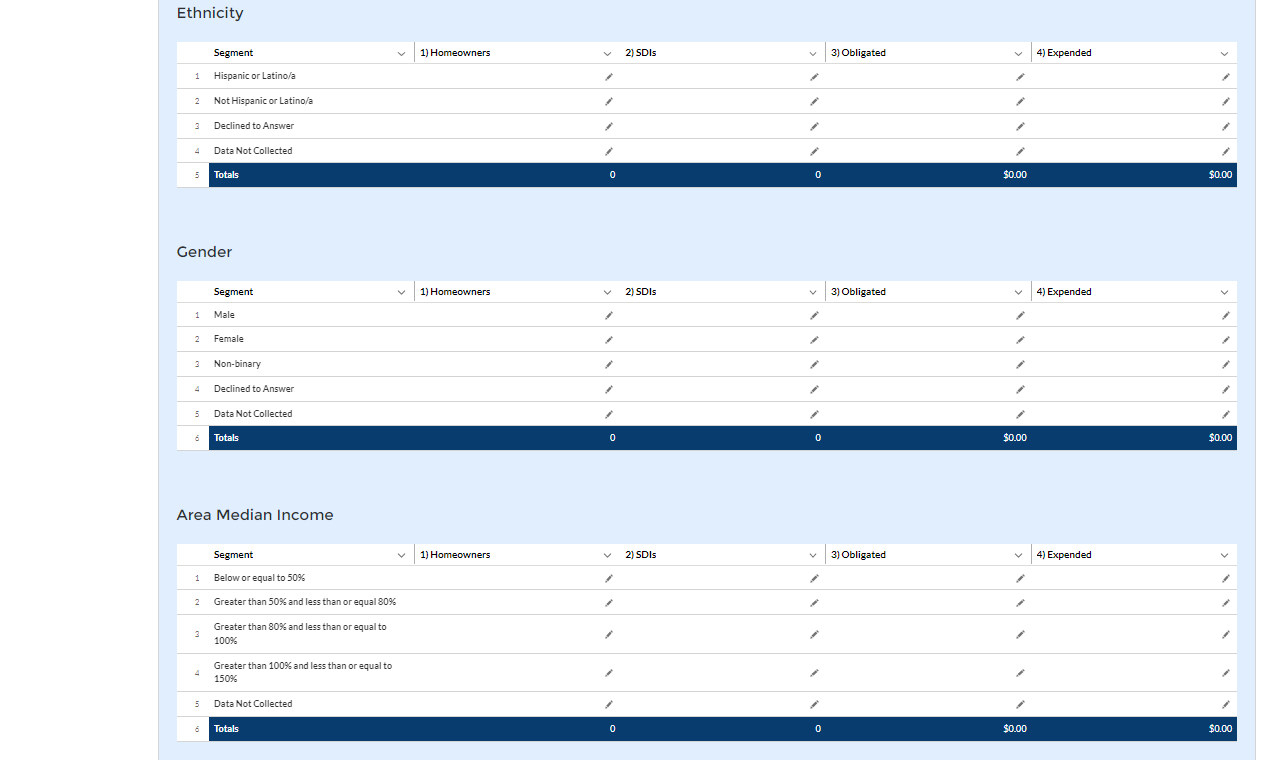 Ethnicity
Segment 1) Homeowners 2) SDIs 3) Obligated 4) Expended
1 Hispanic or Latino/a
2 Not Hispanic or Latino/a
3 Declined to Answer
4 Data Not Collected
5 Totals 0 0 $0.00 $0.00
Gender
Segment 1) Homeowners 2) SDIs 3) Obligated 4) Expended
1 Male
2 Female
3 Non-binary
4 Declined to Answer
5 Data Not Collected
6 Totals 0 0 $0.00 $0.00
Area Median Income
Segment 1) Homeowners 2) SDIs 3) Obligated 4) Expended
1 Below or equal to 50%
2 Greater than 50% and less than or equal 80%
3 Greater than 80% and less than or equal to
100%
4 Greater than 100% and less than or equal to
150%
5 Data Not Collected
6 Totals 0 0 $0.00 $0.00